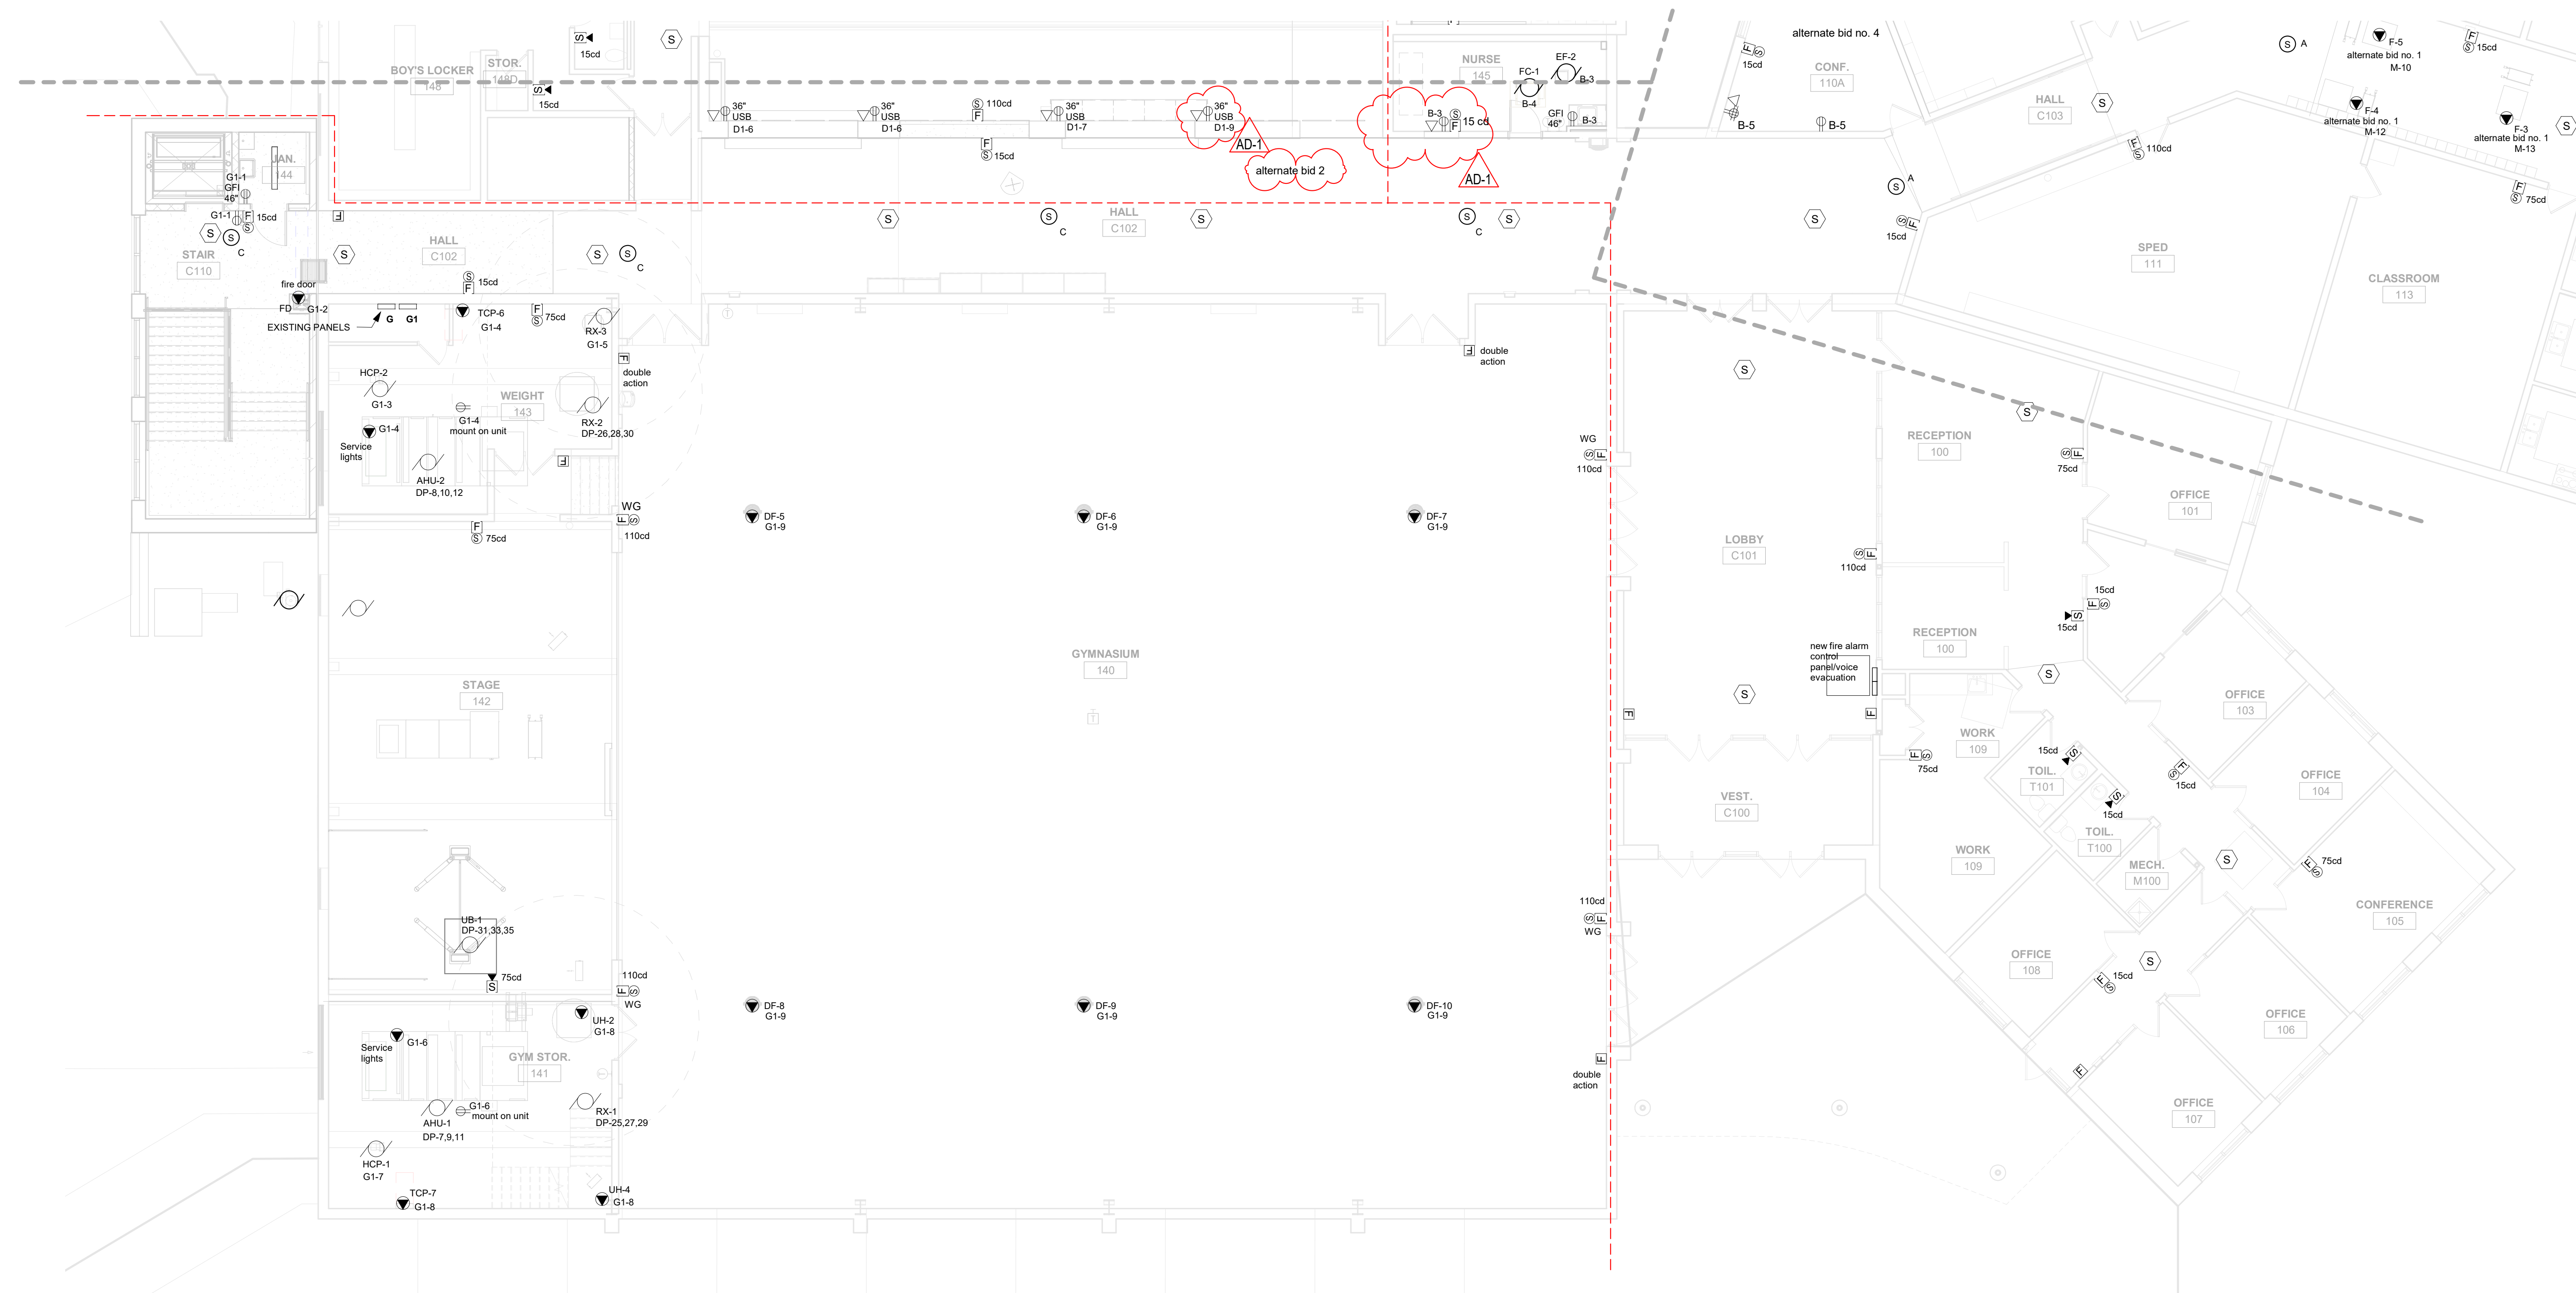 alternate bid no. 4
S
15cd
S
BOY'S LOCKER
148
STOR.
148D
S
15cd
NURSE
145
FC-1
B-4
EF-2
B-3
F S
15cd
CONF.
110A
S A
F-5
alternate bid no. 1
M-10
F S
15cd
HALL
C103
S
F-4
alternate bid no. 1
M-12
F-3
alternate bid no. 1
M-13
S
36"
USB
D1-6
36"
USB
D1-6
S 110cd
F
36"
USB
D1-7
36"
USB
D1-9
AD-1
alternate bid 2
B-3
S
F 15 cd
AD-1
GFI
46"
B-3
B-5
B-5
F
S 15cd
F S
110cd
F
S
75cd
JAN.
144
G1-1
GFI
46"
G1-1
F 15cd
S
S
S
C
STAIR
C110
F
S
HALL
C102
S
S
C
S
S
C
HALL
C102
S
S
C
S
S
S A
S F
15cd
SPED
111
CLASSROOM
113
fire door
FD
G1-2
EXISTING PANELS
G
G1
S 15cd
F
TCP-6
G1-4
F
S 75cd
RX-3
G1-5
F
double
action
F
double
action
HCP-2
G1-3
WEIGHT
143
G1-4
mount on unit
G1-4
Service
lights
AHU-2
DP-8,10,12
RX-2
DP-26,28,30
F
WG
F S
110cd
F
S 75cd
WG
S F
110cd
S
S
RECEPTION
100
S F
75cd
OFFICE
101
DF-5
G1-9
DF-6
G1-9
DF-7
G1-9
LOBBY
C101
S F
110cd
15cd
F S
S
15cd
RECEPTION
100
new fire alarm
control
panel/voice
evacuation
GYMNASIUM
140
T
STAGE
142
S
F
F
S
OFFICE
103
WORK
109
F S
75cd
15cd
S
TOIL.
T101
F
S
15cd
OFFICE
104
S
15cd
TOIL.
T100
VEST.
C100
WORK
109
MECH.
M100
S
F
S
75cd
CONFERENCE
105
UB-1
DP-31,33,35
75cd
S
110cd
F S
WG
110cd
S F
WG
OFFICE
108
S
F
S
15cd
OFFICE
106
DF-8
G1-9
DF-9
G1-9
DF-10
G1-9
UH-2
G1-8
G1-6
Service
lights
GYM STOR.
141
F
double
action
F
OFFICE
107
G1-6
mount on unit
AHU-1
DP-7,9,11
RX-1
DP-25,27,29
HCP-1
G1-7
TCP-7
G1-8
UH-4
G1-8